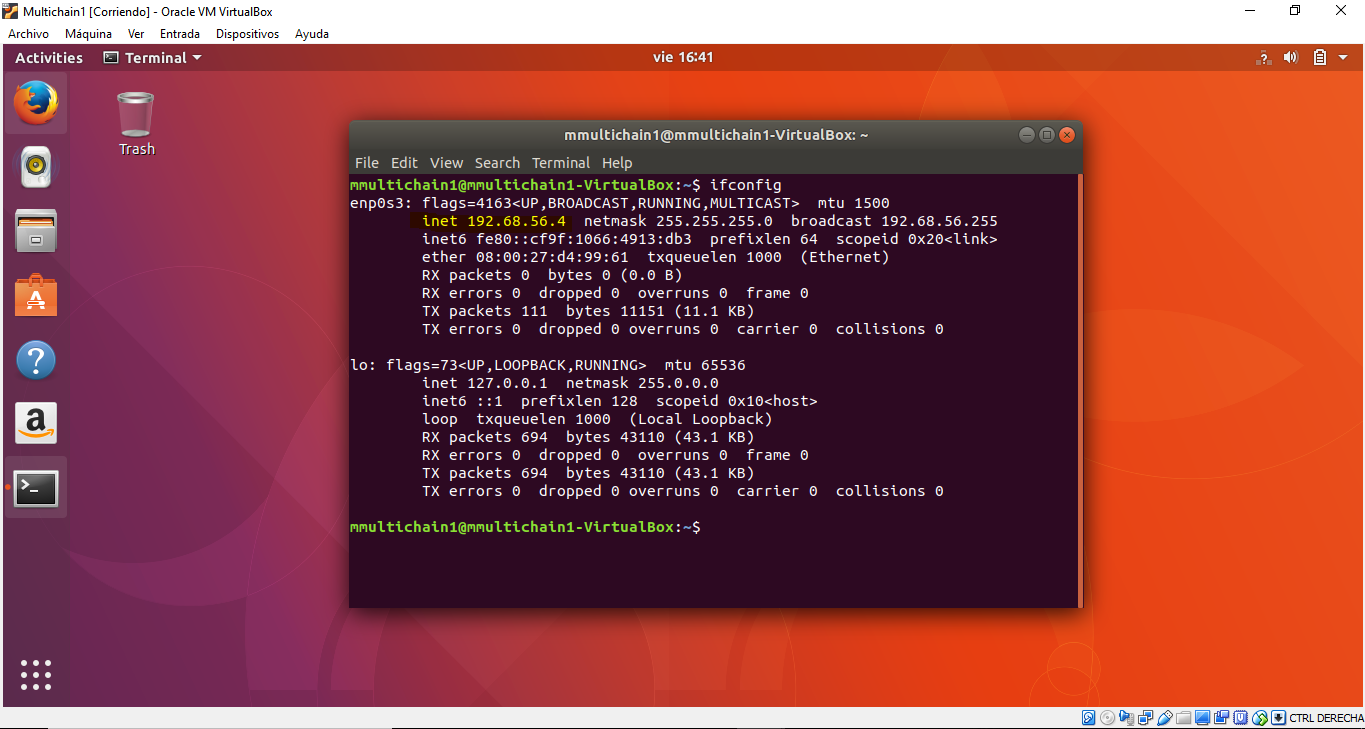 Multichain1 [Corriendo] - Oracle VM VirtualBox
Archivo Máquina Ver Entrada Dispositivos Ayuda
Activities Terminal vie 16:41
Trash
mmultichain1@mmultichain1-VirtualBox: ~
File Edit View Search Terminal Help
mmultichain1@mmultichain1-VirtualBox:~$ ifconfig
enp0s3: flags=4163<UP,BROADCAST,RUNNING,MULTICAST>  mtu 1500
        inet 192.68.56.4  netmask 255.255.255.0  broadcast 192.68.56.255
        inet6 fe80::cf9f:1066:4913:db3  prefixlen 64  scopeid 0x20<link>
        ether 08:00:27:d4:99:61  txqueuelen 1000  (Ethernet)
        RX packets 0  bytes 0 (0.0 B)
        RX errors 0  dropped 0  overruns 0  frame 0
        TX packets 111  bytes 11151 (11.1 KB)
        TX errors 0  dropped 0 overruns 0  carrier 0  collisions 0
lo: flags=73<UP,LOOPBACK,RUNNING>  mtu 65536
        inet 127.0.0.1  netmask 255.0.0.0
        inet6 ::1  prefixlen 128  scopeid 0x10<host>
        loop  txqueuelen 1000  (Local Loopback)
        RX packets 694  bytes 43110 (43.1 KB)
        RX errors 0  dropped 0  overruns 0  frame 0
        TX packets 694  bytes 43110 (43.1 KB)
        TX errors 0  dropped 0 overruns 0  carrier 0  collisions 0
mmultichain1@mmultichain1-VirtualBox:~$
CTRL DERECHA